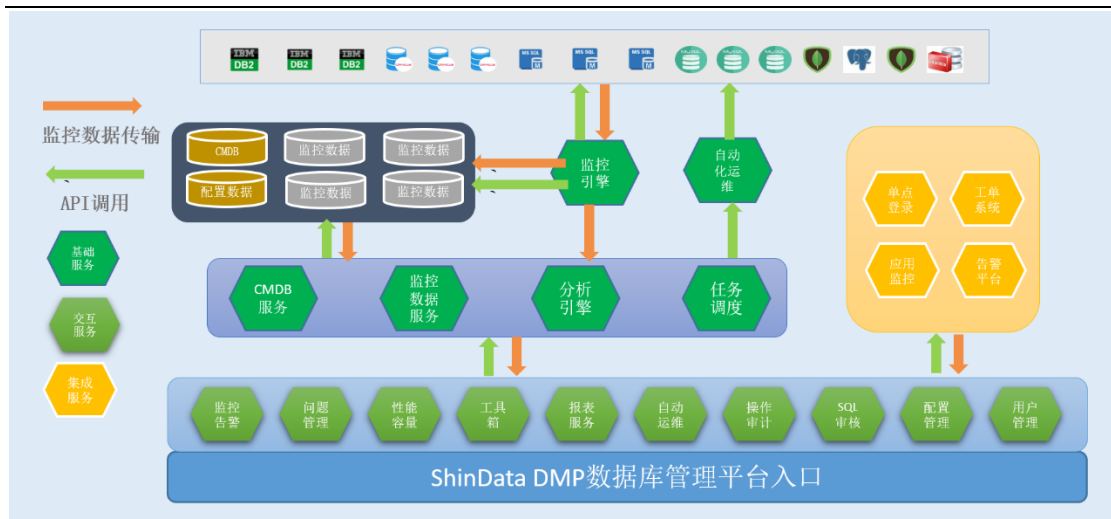 IBM
DB2
IBM
DB2
IBM
DB2
MS SQL
M
MS SQL
M
MS SQL
M
监控数据传输
API调用
CMDB
监控数据
监控数据
配置数据
监控数据
监控数据
监控
引擎
自动
化运
维
单点
登录
工单
系统
应用
监控
告警
平台
基础
服务
交互
服务
集成
服务
CMDB
服务
监控
数据
服务
分析
引擎
任务
调度
监控
告警
问题
管理
性能
容量
工具
箱
报表
服务
自动
运维
操作
审计
SQL
审核
配置
管理
用户
管理
ShinData DMP数据库管理平台入口